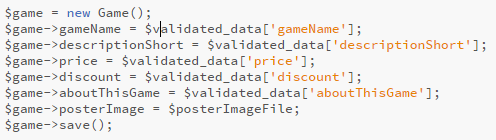 $game = new Game();
$game->gameName = $validated_data['gameName'];
$game->descriptionShort = $validated_data['descriptionShort'];
$game->price = $validated_data['price'];
$game->discount = $validated_data['discount'];
$game->aboutThisGame = $validated_data['aboutThisGame'];
$game->posterImage = $posterImageFile;
$game->save();